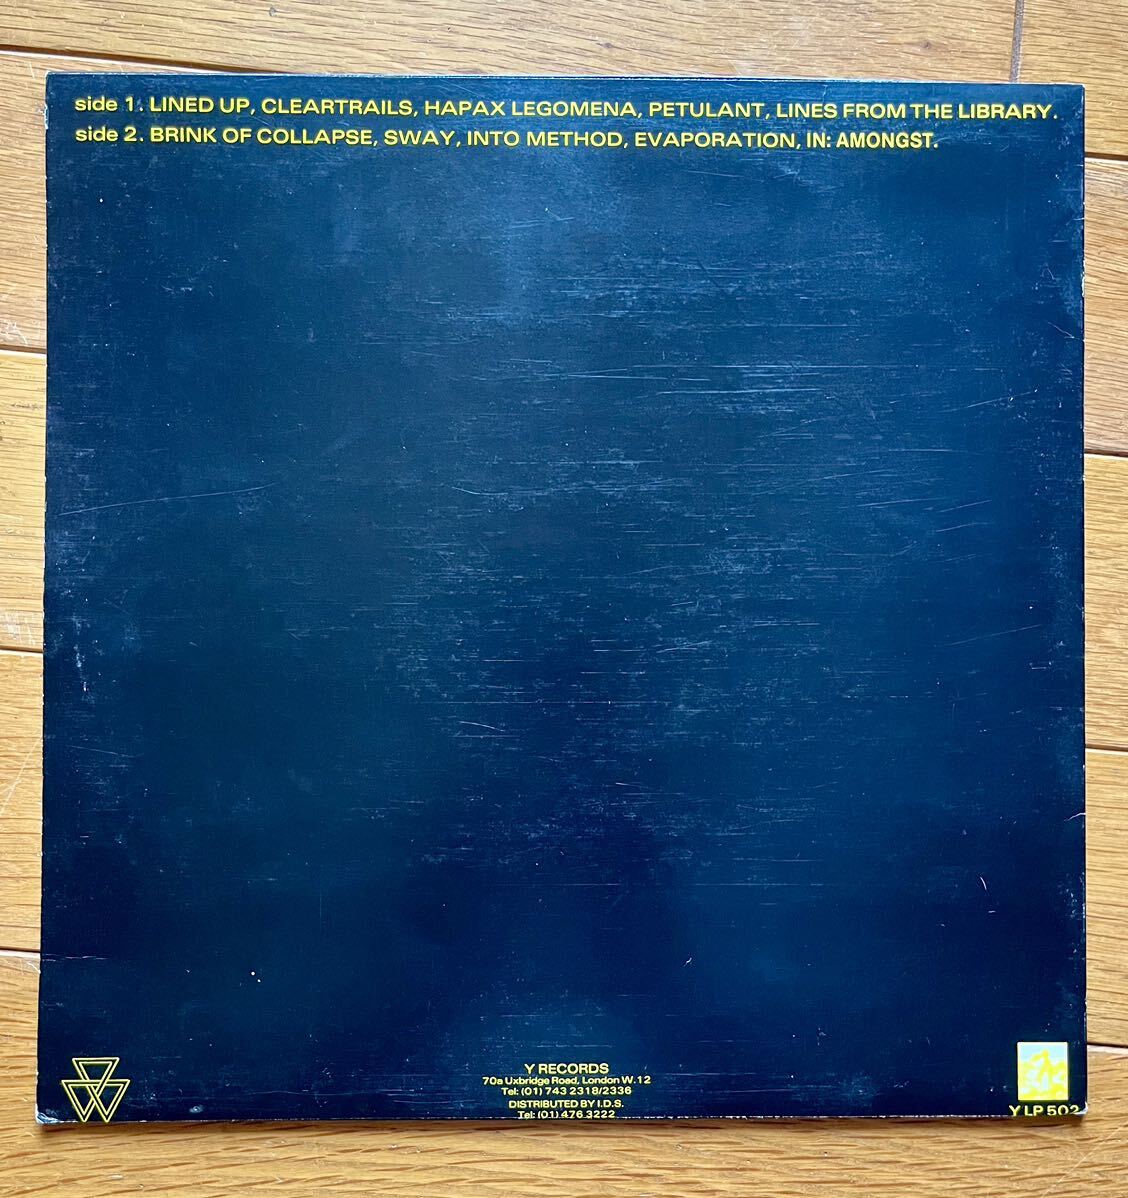 side 1. LINED UP, CLEARTRAILS, HAPAX LEGOMENA, PETULANT, LINES FROM THE LIBRARY.
side 2. BRINK OF COLLAPSE, SWAY, INTO METHOD, EVAPORATION, IN: AMONGST.
Y RECORDS
70a Uxbridge Road, London W.12
Tel: (01) 743 2318/2336
DISTRIBUTED BY I.D.S.
Tel: (01) 476 3222
Y LP 502